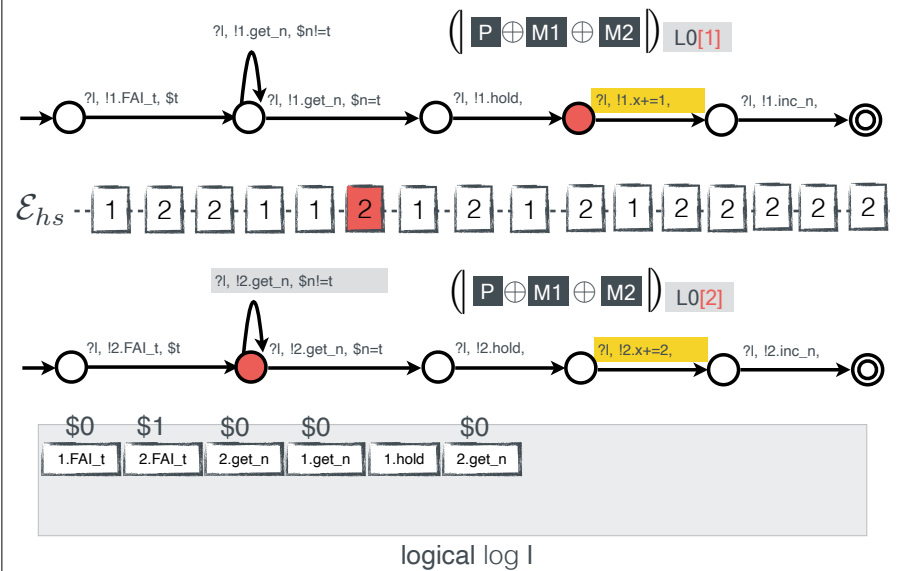 ?l, !1.get_n, $n!=t
(| P ⊕ M1 ⊕ M2 |) L0[1]
?l, !1.FAI_t, $t
?l, !1.get_n, $n=t
?l, !1.hold,
?l, !1.x+=1,
?l, !1.inc_n,
ℰhs 1 2 2 1 1 2 1 2 1 2 1 2 2 2 2 2
?l, !2.get_n, $n!=t
(| P ⊕ M1 ⊕ M2 |) L0[2]
?l, !2.FAI_t, $t
?l, !2.get_n, $n=t
?l, !2.hold,
?l, !2.x+=2,
?l, !2.inc_n,
$0 $1 $0 $0 $0
1.FAI_t 2.FAI_t 2.get_n 1.get_n 1.hold 2.get_n
logical log l